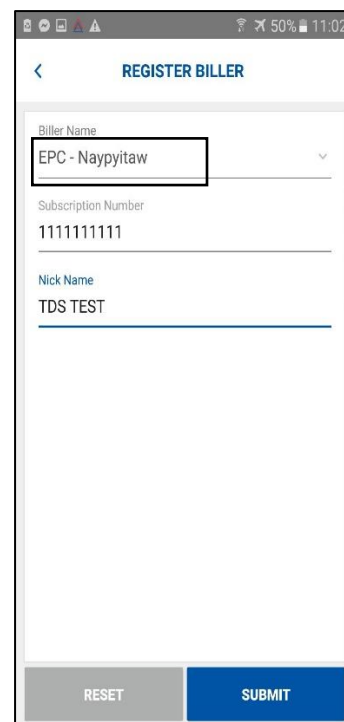 50% 11:02
REGISTER BILLER
Biller Name
EPC - Naypyitaw
Subscription Number
1111111111
Nick Name
TDS TEST
RESET SUBMIT